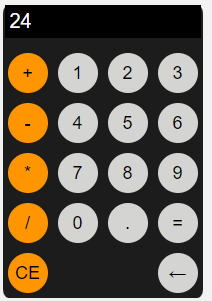 24
+ 1 2 3
- 4 5 6
* 7 8 9
/ 0 . =
CE ←